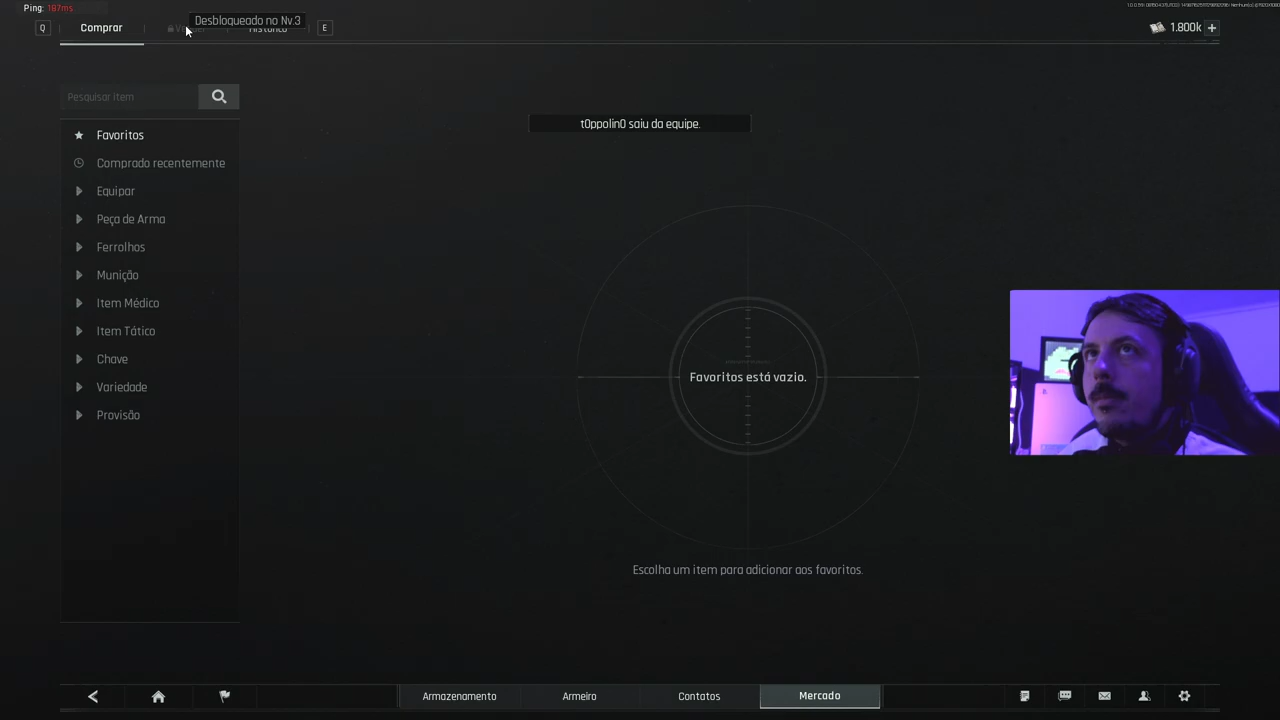 Ping: 187ms
Desbloqueado no Nv.3
Q
Comprar
Histórico
E
1.800k
Pesquisar item
t0ppolin0 saiu da equipe.
Favoritos
Comprado recentemente
Equipar
Peça de Arma
Ferrolhos
Munição
Item Médico
Item Tático
Chave
Variedade
Provisão
Favoritos está vazio.
Escolha um item para adicionar aos favoritos.
Armazenamento
Armeiro
Contatos
Mercado